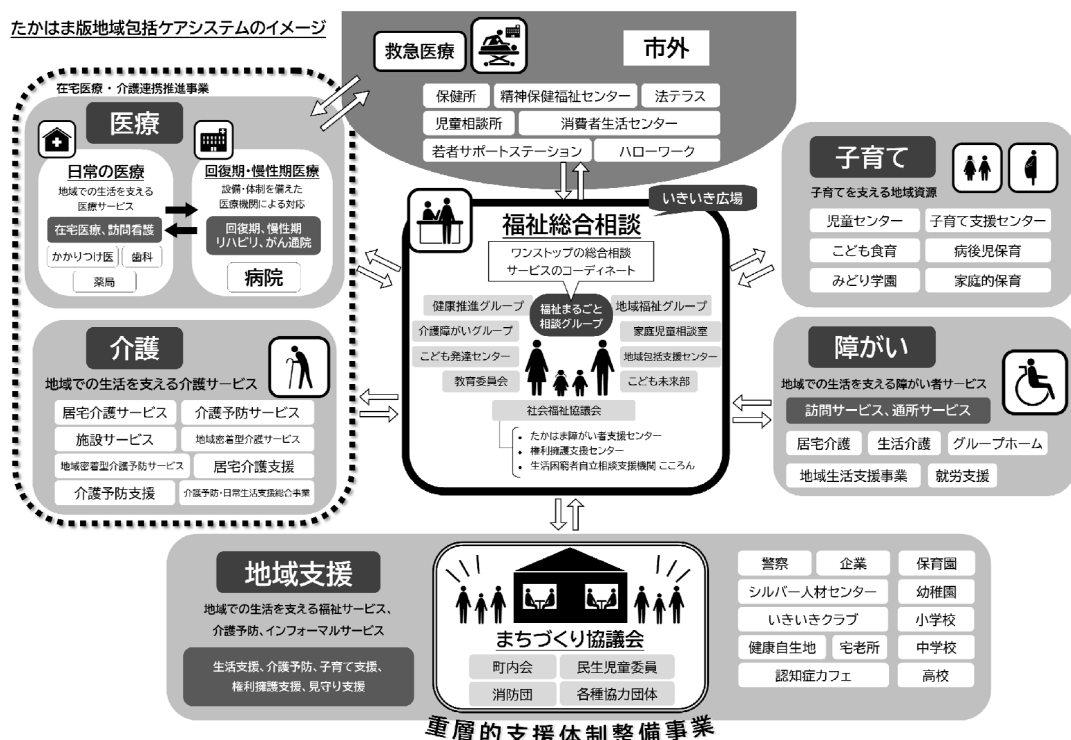 たかはま版地域包括ケアシステムのイメージ
救急医療
市外
保健所
精神保健福祉センター
法テラス
児童相談所
消費者生活センター
若者サポートステーション
ハローワーク
在宅医療・介護連携推進事業
医療
日常の医療
地域での生活を支える
医療サービス
在宅医療、訪問看護
かかりつけ医
歯科
薬局
回復期・慢性期医療
設備・体制を備えた
医療機関による対応
回復期、慢性期
リハビリ、がん通院
病院
介護
地域での生活を支える介護サービス
居宅介護サービス
介護予防サービス
施設サービス
地域密着型介護サービス
地域密着型介護予防サービス
居宅介護支援
介護予防支援
介護予防・日常生活支援総合事業
いきいき広場
福祉総合相談
ワンストップの総合相談
サービスのコーディネート
福祉まるごと
相談グループ
健康推進グループ
地域福祉グループ
介護障がいグループ
家庭児童相談室
こども発達センター
地域包括支援センター
教育委員会
こども未来部
社会福祉協議会
• たかはま障がい者支援センター
• 権利擁護支援センター
• 生活困窮者自立相談支援機関 こころん
子育て
子育てを支える地域資源
児童センター
子育て支援センター
こども食育
病後児保育
みどり学園
家庭的保育
障がい
地域での生活を支える障がい者サービス
訪問サービス、通所サービス
居宅介護
生活介護
グループホーム
地域生活支援事業
就労支援
地域支援
地域での生活を支える福祉サービス、
介護予防、インフォーマルサービス
生活支援、介護予防、子育て支援、
権利擁護支援、見守り支援
まちづくり協議会
町内会
民生児童委員
消防団
各種協力団体
警察
企業
保育園
シルバー人材センター
幼稚園
いきいきクラブ
小学校
健康自生地
宅老所
中学校
認知症カフェ
高校
重層的支援体制整備事業